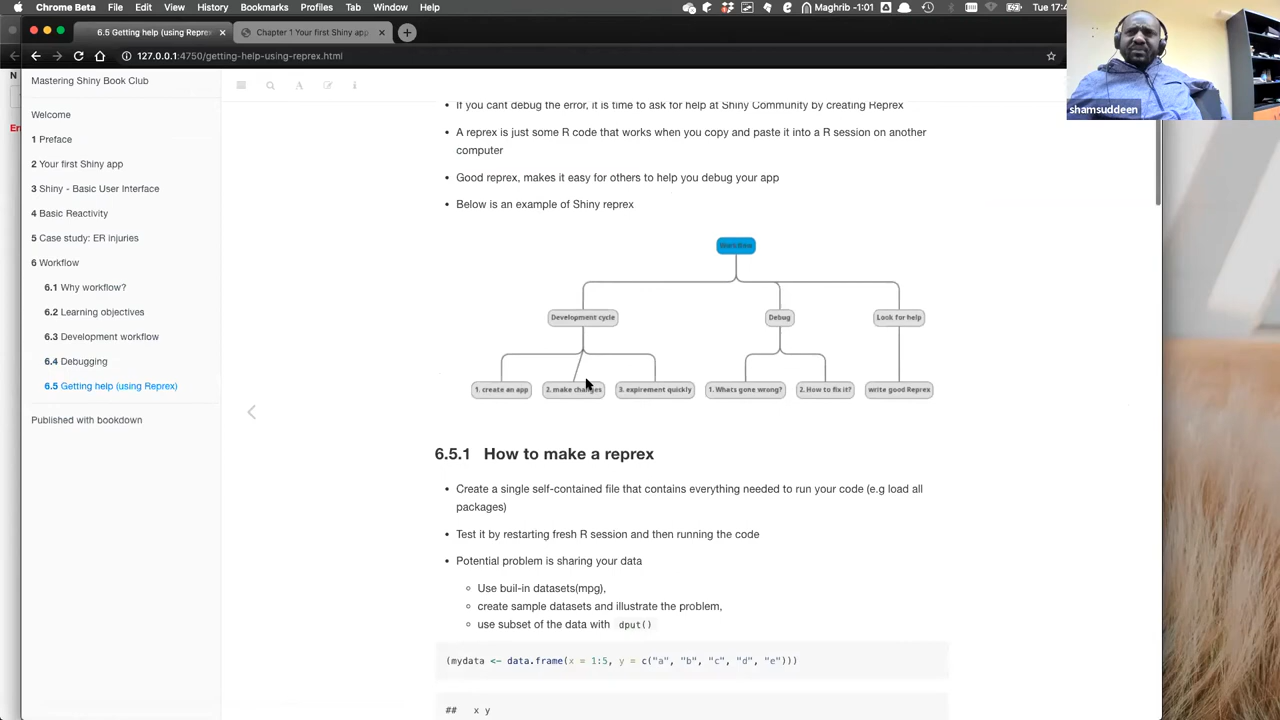 Chrome Beta File Edit View History Bookmarks Profiles Tab Window Help Maghrib -1:01 Tue 17:4
6.5 Getting help (using Reprex
Chapter 1 Your first Shiny app
127.0.0.1:4750/getting-help-using-reprex.html
shamsuddeen
Mastering Shiny Book Club
Welcome
1 Preface
2 Your first Shiny app
3 Shiny - Basic User Interface
4 Basic Reactivity
5 Case study: ER injuries
6 Workflow
6.1 Why workflow?
6.2 Learning objectives
6.3 Development workflow
6.4 Debugging
6.5 Getting help (using Reprex)
Published with bookdown
If you cant debug the error, it is time to ask for help at Shiny Community by creating Reprex
A reprex is just some R code that works when you copy and paste it into a R session on another
computer
Good reprex, makes it easy for others to help you debug your app
Below is an example of Shiny reprex
Workflow
Development cycle
Debug
Look for help
1. create an app
2. make changes
3. expirement quickly
1. Whats gone wrong?
2. How to fix it?
write good Reprex
6.5.1 How to make a reprex
Create a single self-contained file that contains everything needed to run your code (e.g load all
packages)
Test it by restarting fresh R session and then running the code
Potential problem is sharing your data
Use buil-in datasets(mpg),
create sample datasets and illustrate the problem,
use subset of the data with dput()
(mydata <- data.frame(x = 1:5, y = c("a", "b", "c", "d", "e")))
## x y